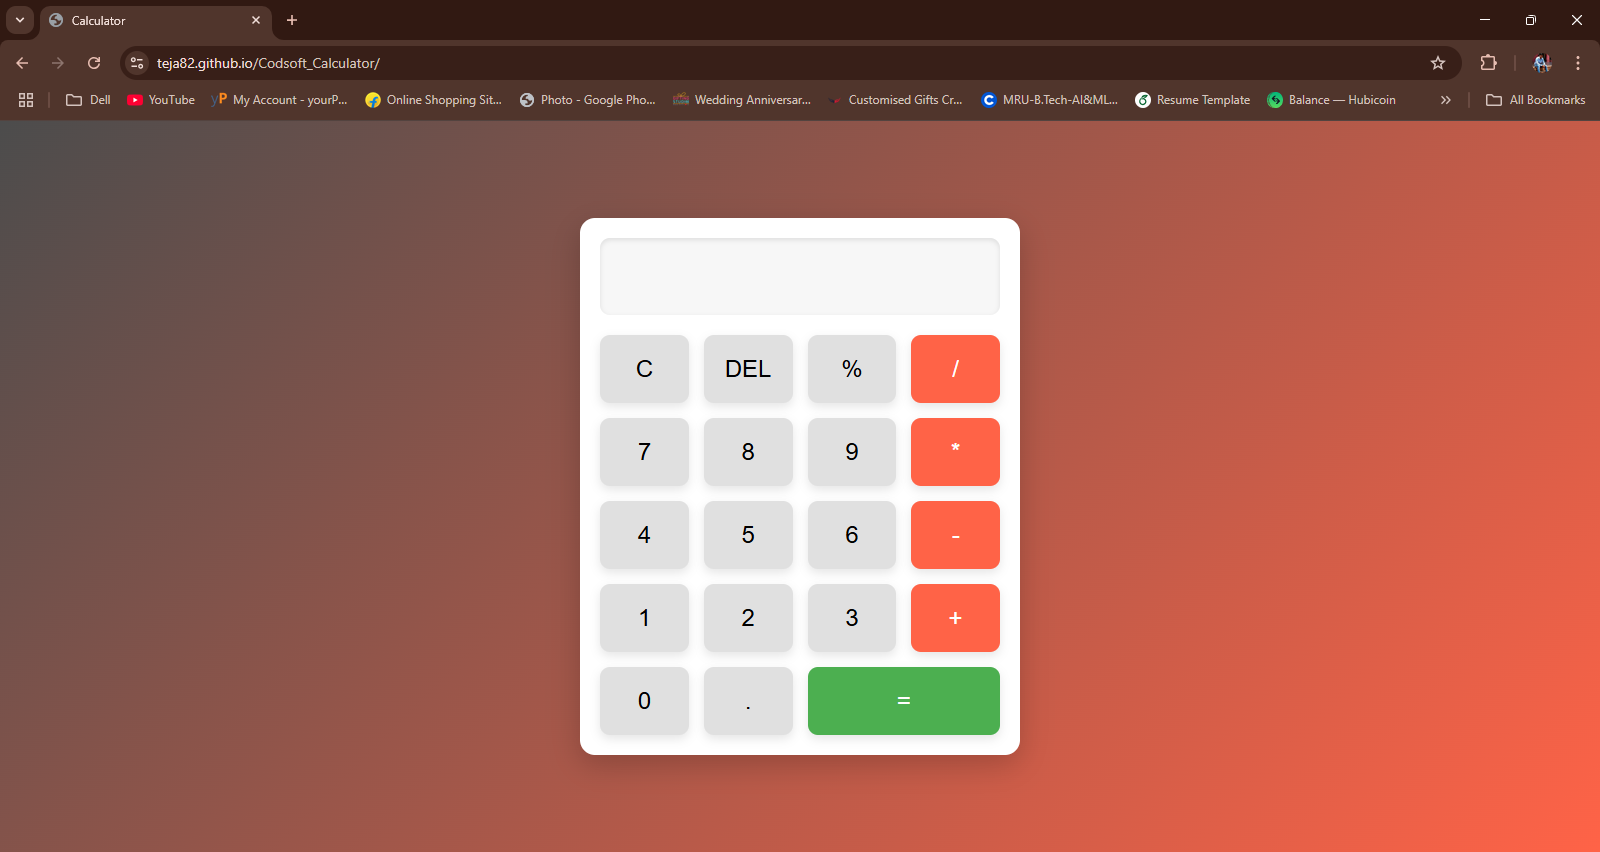 Calculator
teja82.github.io/Codsoft_Calculator/
Dell YouTube yP My Account - yourP... Online Shopping Sit... Photo - Google Pho... Wedding Anniversar... Customised Gifts Cr... C MRU-B.Tech-AI&ML... Resume Template Balance — Hubicoin All Bookmarks
C DEL % /
7 8 9 *
4 5 6 -
1 2 3 +
0 . =